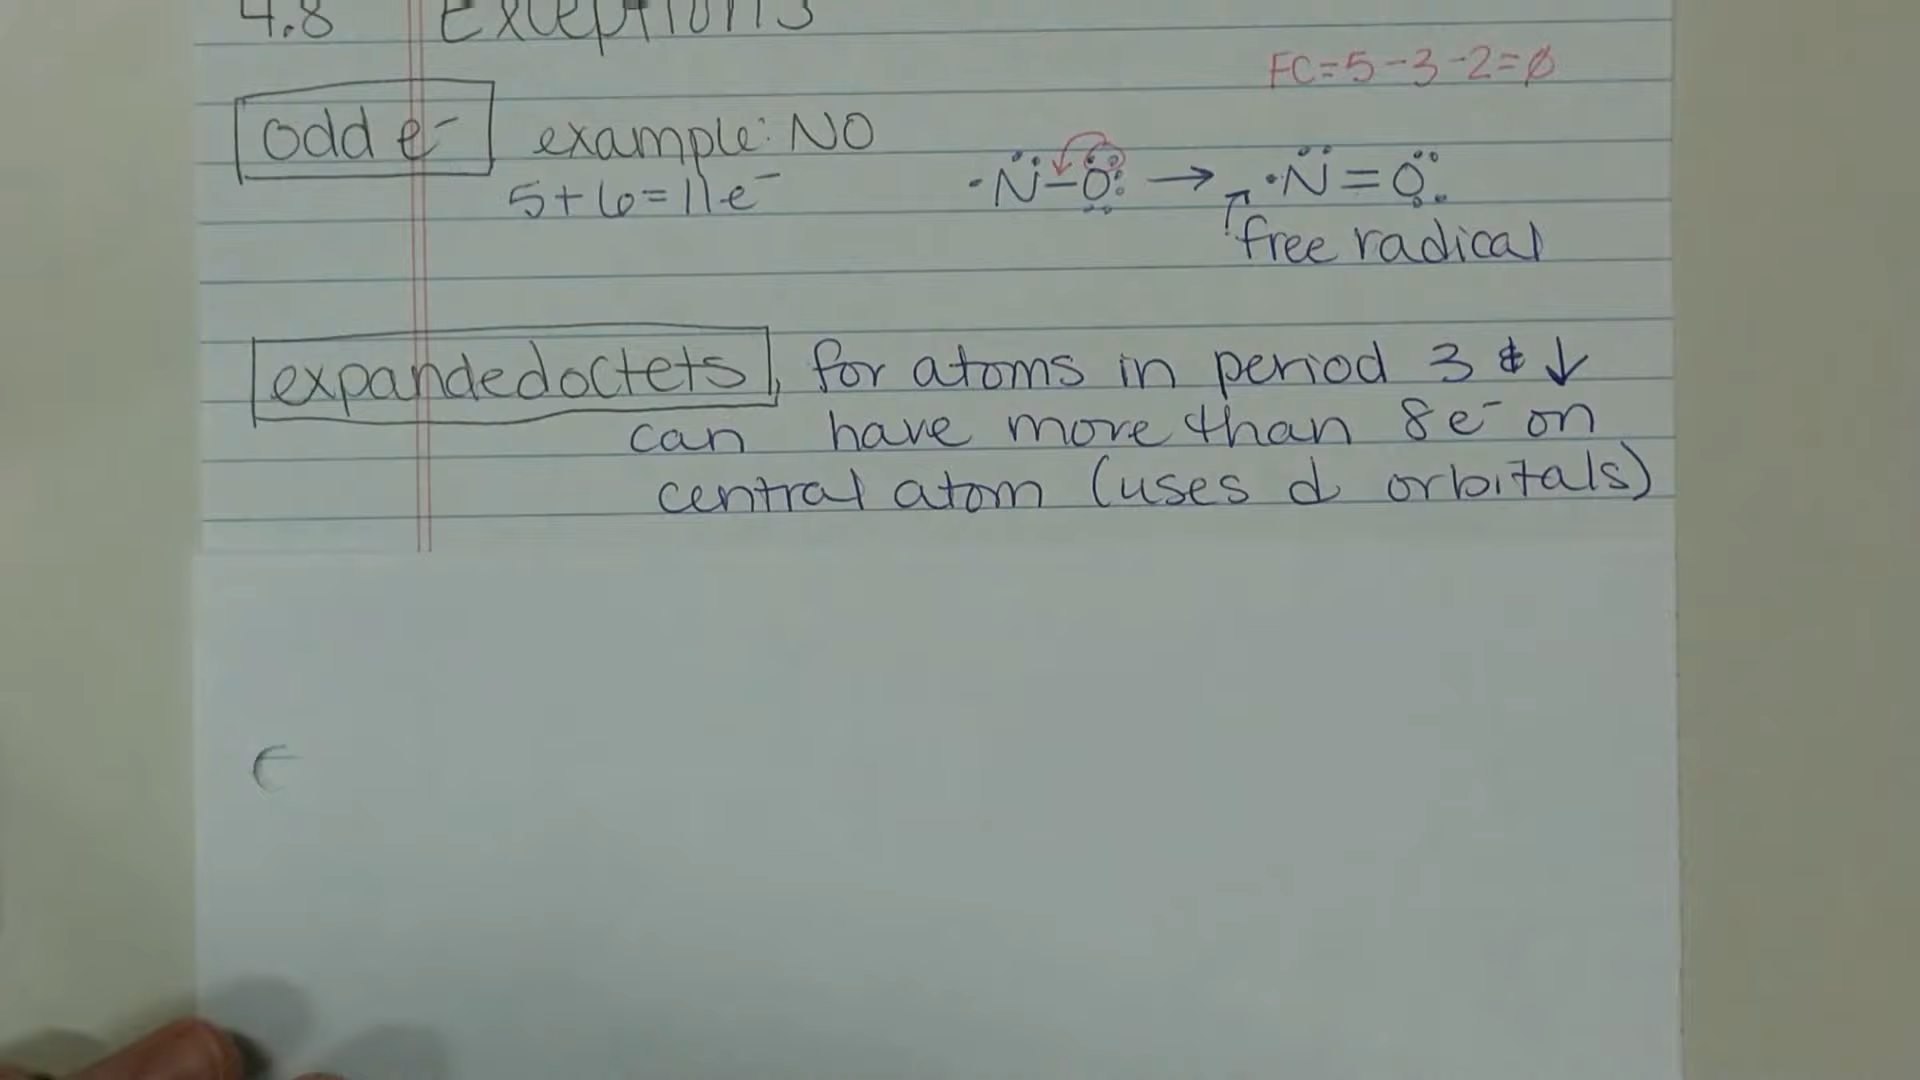 4.8 Exceptions
FC=5-3-2=∅
odd e⁻ example: NO
5+6=11e⁻
·N̈-Ö: → ·N̈=Ö
free radical
expanded octets, for atoms in period 3 & ↓
can have more than 8e⁻ on
central atom (uses d orbitals)